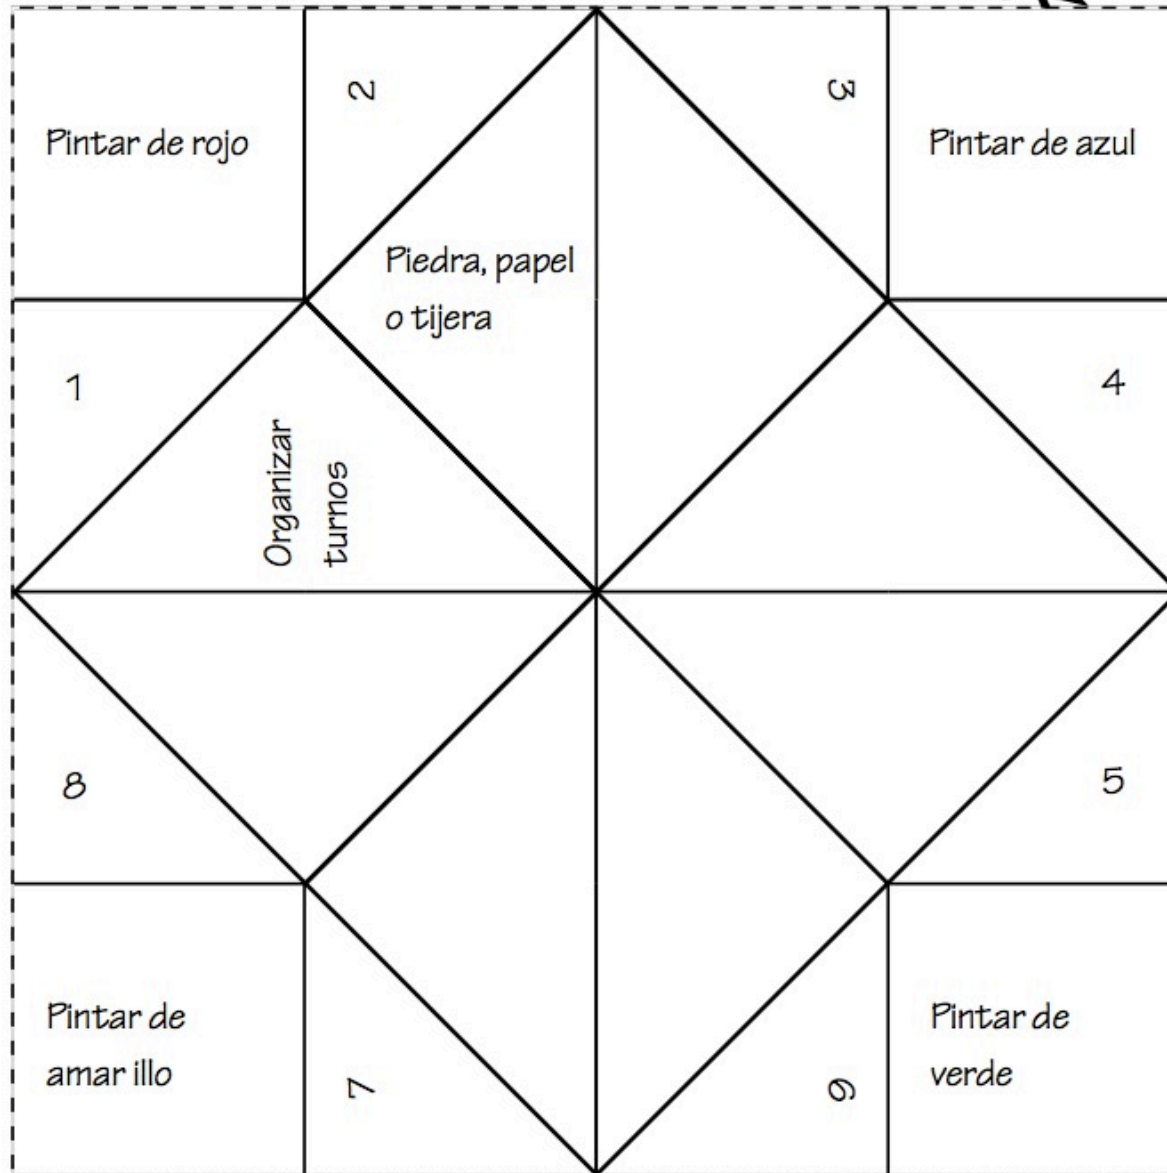 2
3
Pintar de rojo
Pintar de azul
Piedra, papel
o tijera
1
4
Organizar
turnos
8
5
Pintar de
amar illo
Pintar de
verde
7
6